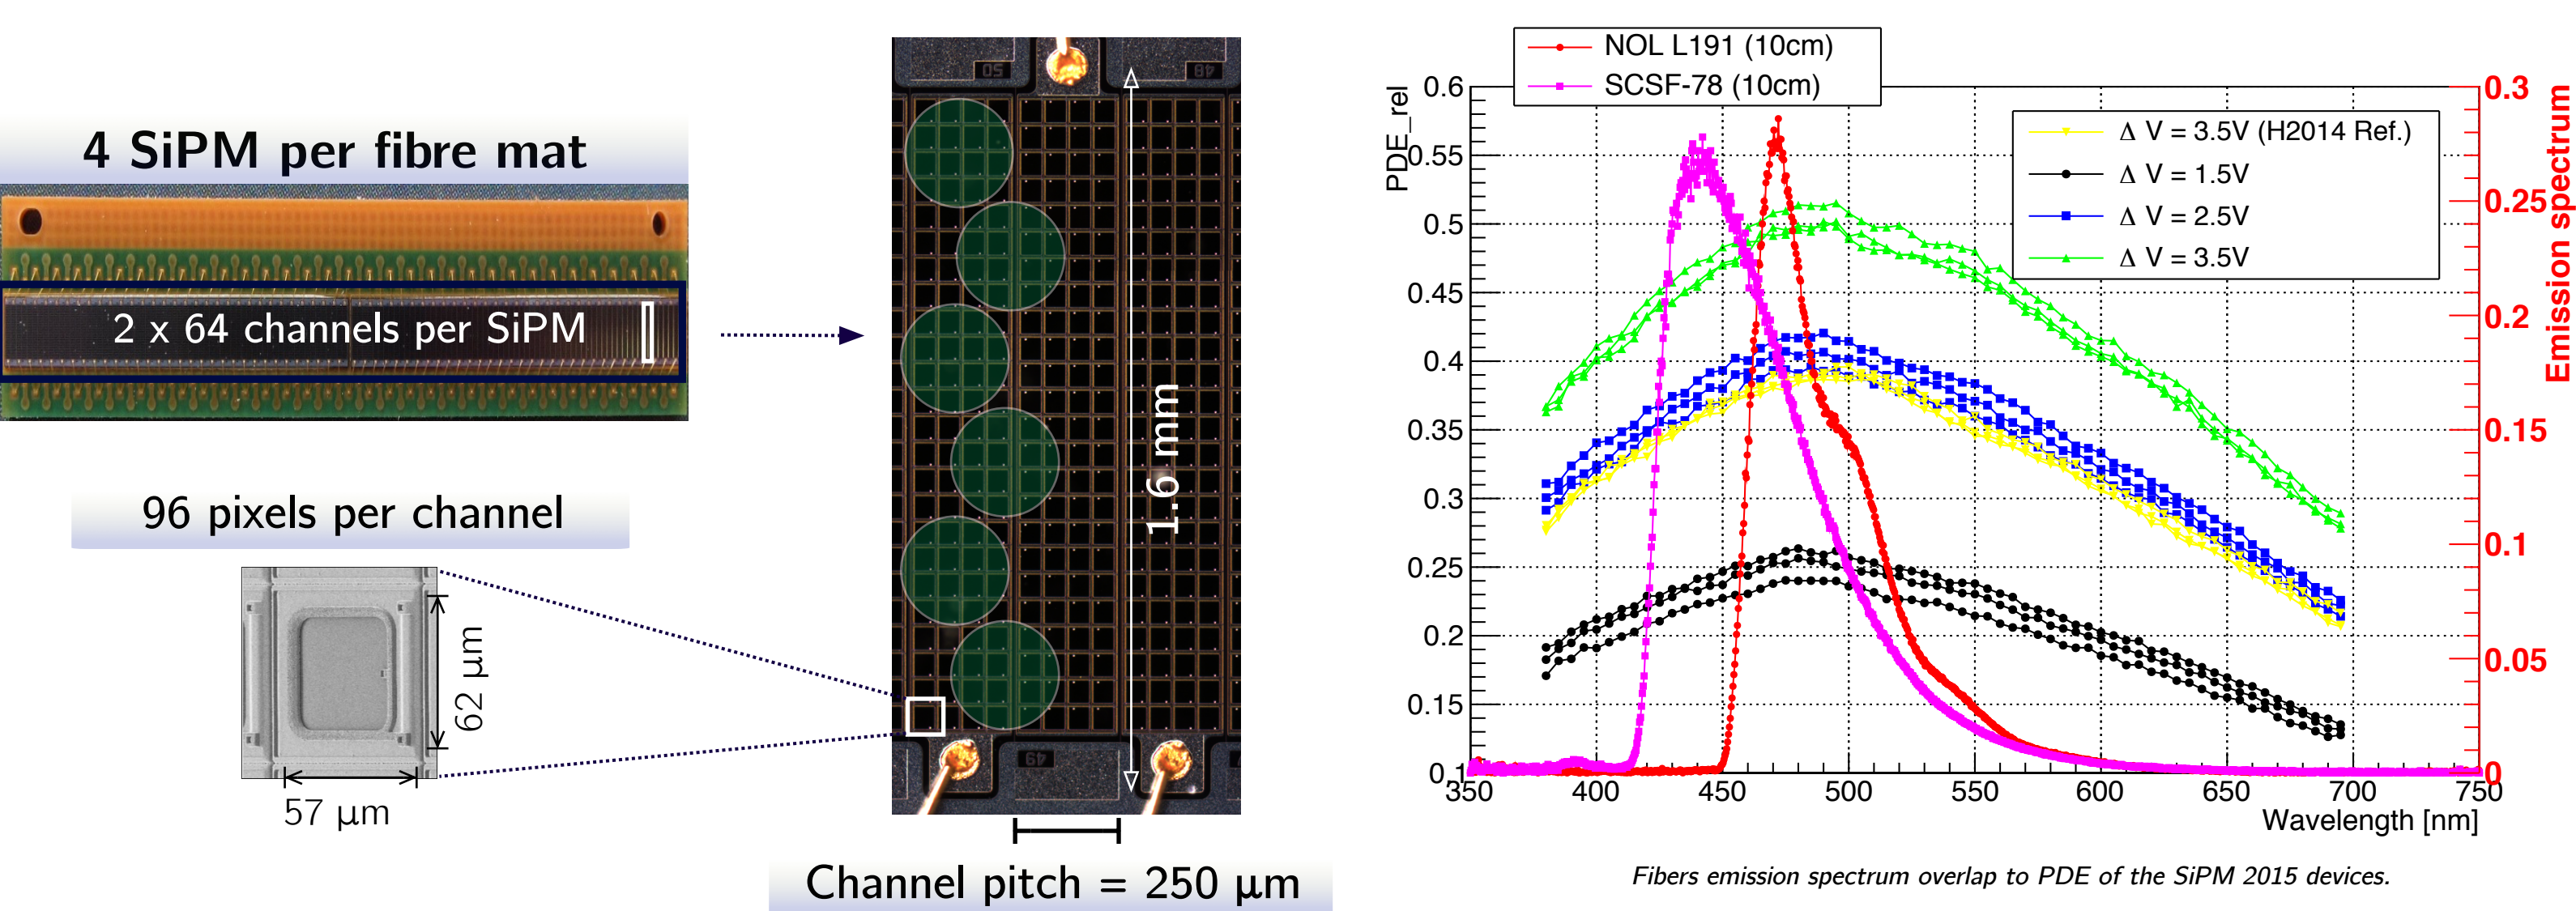 4 SiPM per fibre mat
2 x 64 channels per SiPM
96 pixels per channel
62 µm
57 µm
50
48
1.6 mm
49
Channel pitch = 250 µm
NOL L191 (10cm)
SCSF-78 (10cm)
PDE_rel
0.6
0.55
0.5
0.45
0.4
0.35
0.3
0.25
0.2
0.15
0.1
Δ V = 3.5V (H2014 Ref.)
Δ V = 1.5V
Δ V = 2.5V
Δ V = 3.5V
0.3
0.25
0.2
0.15
0.1
0.05
0
Emission spectrum
350 400 450 500 550 600 650 700 750
Wavelength [nm]
Fibers emission spectrum overlap to PDE of the SiPM 2015 devices.